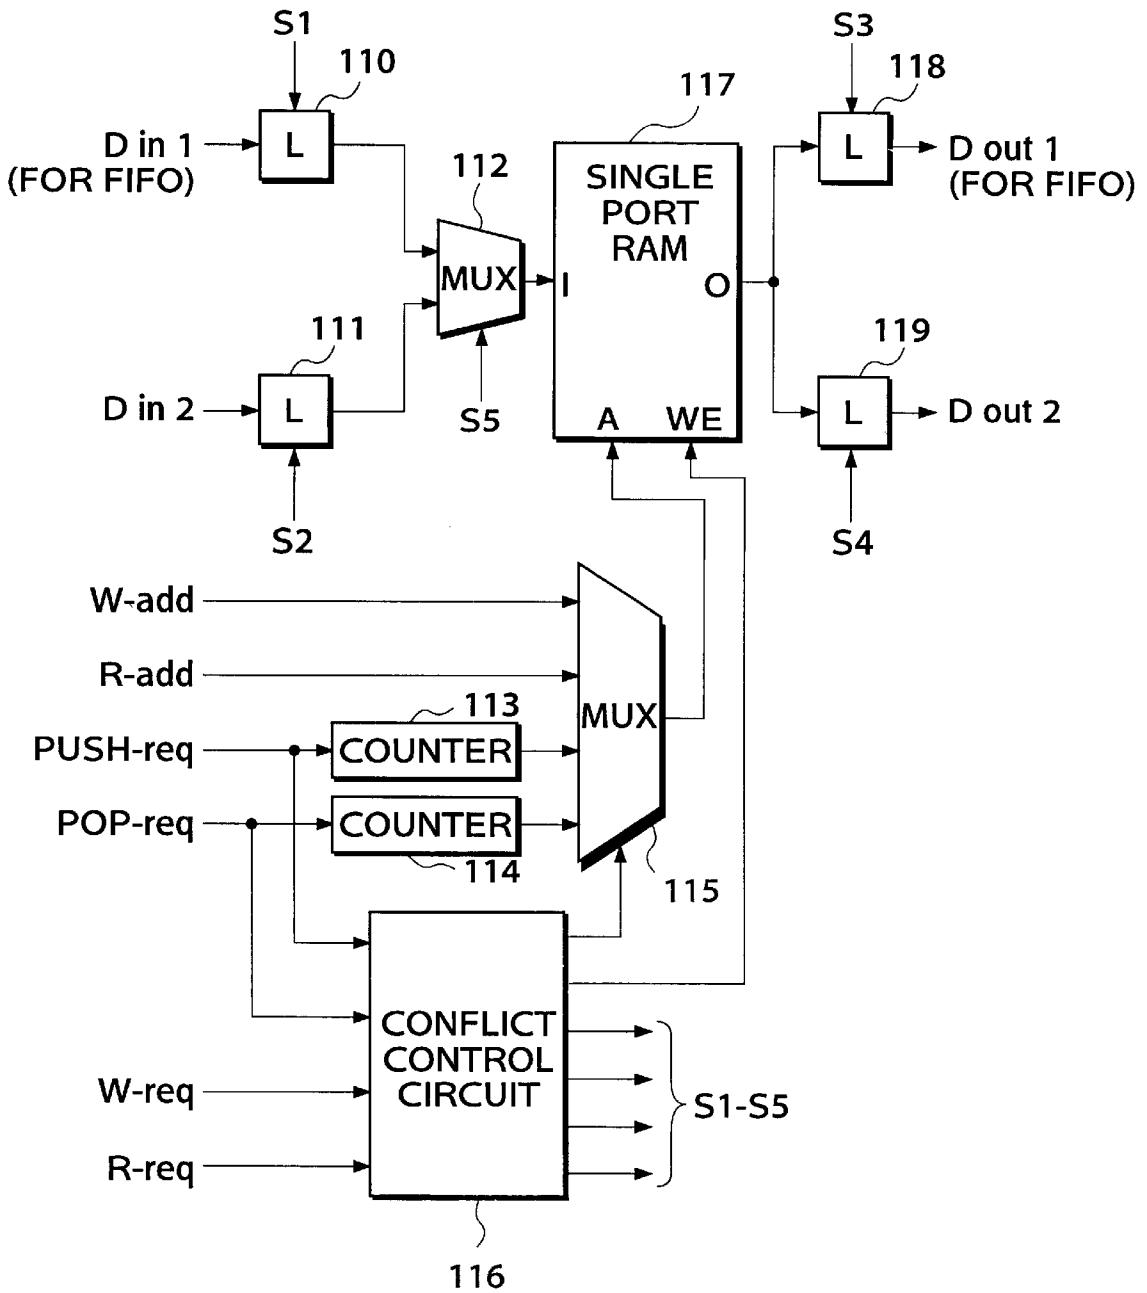 S1
S3
110
118
117
D in 1
(FOR FIFO)
L
L
D out 1
(FOR FIFO)
112
SINGLE
PORT
RAM
MUX
I
O
111
119
D in 2
L
S5
A
WE
L
D out 2
S2
S4
W-add
R-add
113
MUX
PUSH-req
COUNTER
POP-req
COUNTER
114
115
CONFLICT
CONTROL
CIRCUIT
W-req
S1-S5
R-req
116